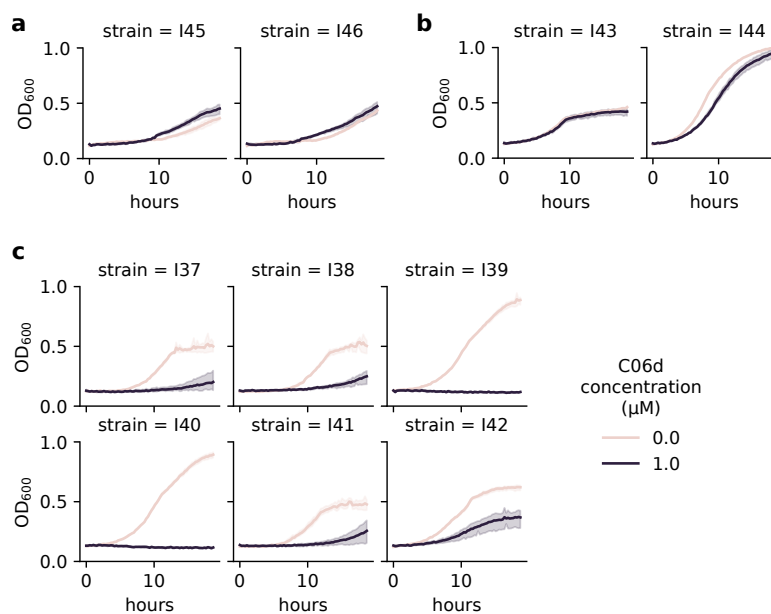 a
strain = I45
strain = I46
1.0
0.5
0.0
OD600
0
10
0
10
hours
hours
b
strain = I43
strain = I44
1.0
0.5
0.0
OD600
0
10
0
10
hours
hours
c
strain = I37
strain = I38
strain = I39
1.0
0.5
0.0
OD600
strain = I40
strain = I41
strain = I42
1.0
0.5
0.0
OD600
0
10
0
10
0
10
hours
hours
hours
C06d
concentration
(μM)
0.0
1.0